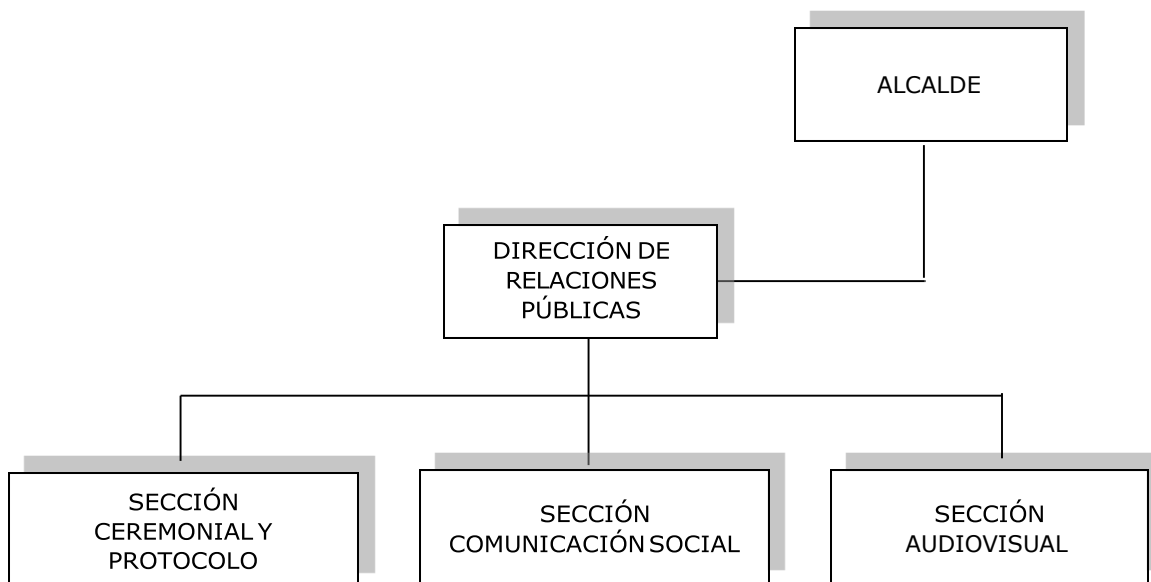 ALCALDE
DIRECCIÓN DE
RELACIONES
PÚBLICAS
SECCIÓN
CEREMONIAL Y
PROTOCOLO
SECCIÓN
COMUNICACIÓN SOCIAL
SECCIÓN
AUDIOVISUAL